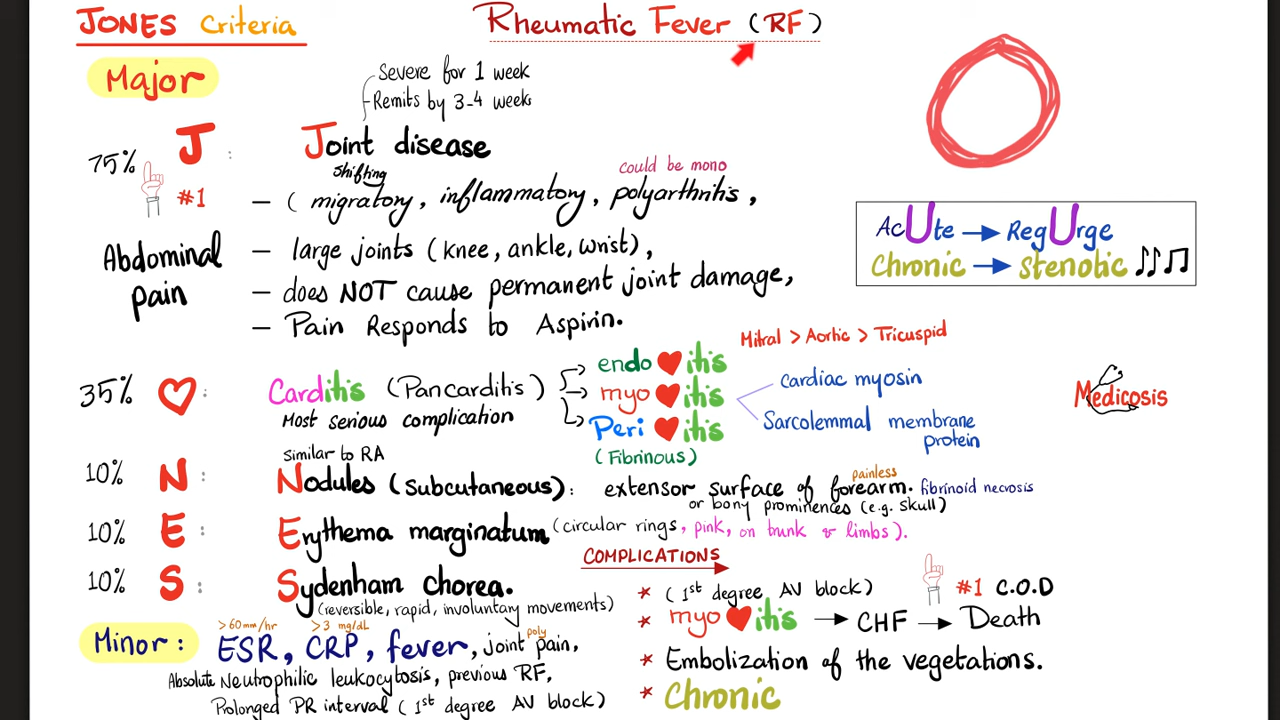 JONES Criteria
Rheumatic Fever (RF)
Major
Severe for 1 week
Remits by 3-4 weeks
75%
J :
#1
Joint disease
shifting
could be mono
– ( migratory, inflammatory, polyarthritis,
Abdominal
pain
– large joints (knee, ankle, wrist),
– does NOT cause permanent joint damage,
– Pain Responds to Aspirin.
AcUte → RegUrge
Chronic → stenotic
35%
:
Carditis (Pancarditis)
Most serious complication
endo itis
myo itis
Peri itis
(Fibrinous)
Mitral > Aortic > Tricuspid
Cardiac myosin
Sarcolemmal membrane
protein
Medicosis
Similar to RA
10% N : Nodules (subcutaneous): extensor surface of forearm. fibrinoid necrosis
painless
or bony prominences (e.g. skull)
10% E : Erythema marginatum (circular rings, pink, on trunk & limbs).
10% S : Sydenham chorea.
(reversible, rapid, involuntary movements)
COMPLICATIONS
* (1st degree AV block)
#1 C.O.D
* myo itis → CHF → Death
* Embolization of the vegetations.
* Chronic
Minor:
>60mm/hr
>3 mg/dL
poly
ESR, CRP, fever, joint pain,
Absolute Neutrophilic leukocytosis, previous RF,
Prolonged PR interval (1st degree AV block)